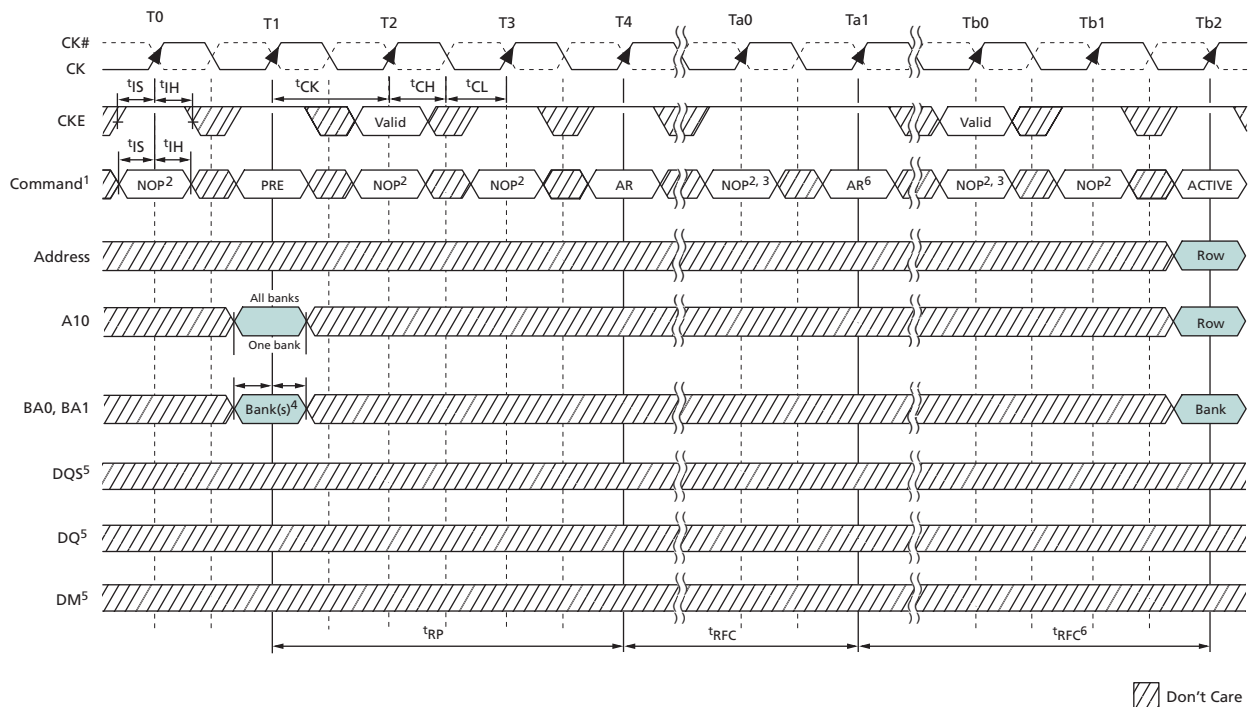 T0 T1 T2 T3 T4 Ta0 Ta1 Tb0 Tb1 Tb2
CK#
CK
tIS tIH tCK tCH tCL
CKE Valid Valid
tIS tIH
Command1 NOP2 PRE NOP2 NOP2 AR NOP2, 3 AR6 NOP2, 3 NOP2 ACTIVE
Address Row
All banks
A10 Row
One bank
BA0, BA1 Bank(s)4 Bank
DQS5
DQ5
DM5
tRP tRFC tRFC6
Don't Care